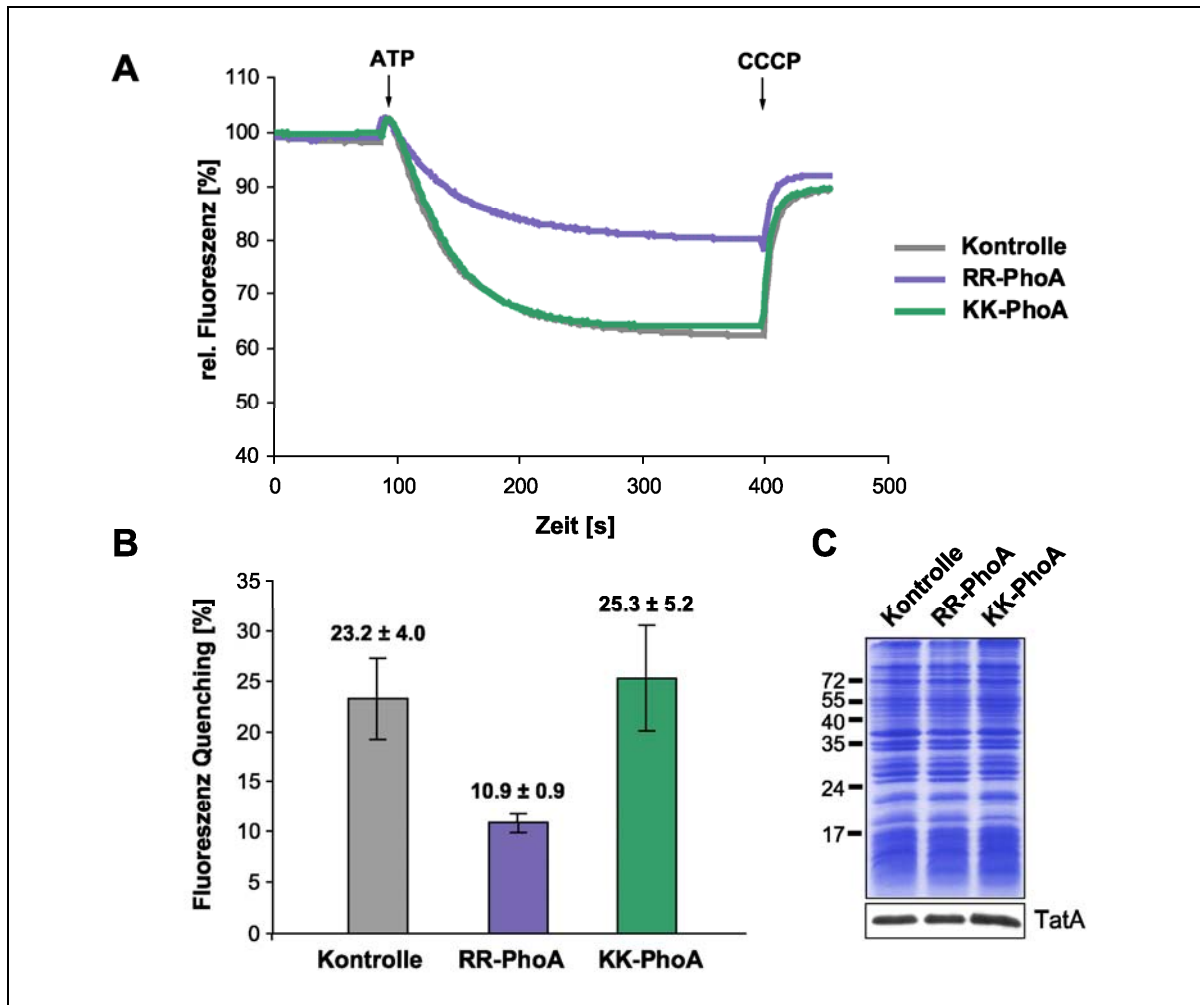 A
ATP
CCCP
110
100
90
80
70
60
50
40
rel. Fluoreszenz [%]
0 100 200 300 400 500
Zeit [s]
Kontrolle
RR-PhoA
KK-PhoA
B
35
30
25
20
15
10
5
0
Fluoreszenz Quenching [%]
23.2 ± 4.0
10.9 ± 0.9
25.3 ± 5.2
Kontrolle RR-PhoA KK-PhoA
C
Kontrolle
RR-PhoA
KK-PhoA
72
55
40
35
24
17
TatA